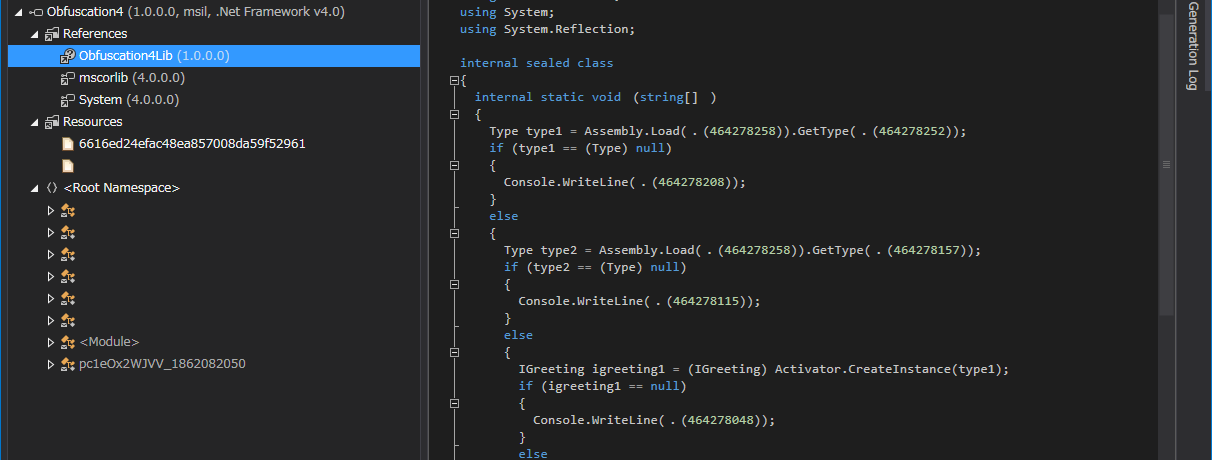 Obfuscation4 (1.0.0.0, msil, .Net Framework v4.0)
References
Obfuscation4Lib (1.0.0.0)
mscorlib (4.0.0.0)
System (4.0.0.0)
Resources
6616ed24efac48ea857008da59f52961
<Root Namespace>
<Module>
pc1eOx2WJVV_1862082050
using System;
using System.Reflection;
internal sealed class
{
internal static void (string[] )
{
Type type1 = Assembly.Load( . (464278258)).GetType( . (464278252));
if (type1 == (Type) null)
{
Console.WriteLine( . (464278208));
}
else
{
Type type2 = Assembly.Load( . (464278258)).GetType( . (464278157));
if (type2 == (Type) null)
{
Console.WriteLine( . (464278115));
}
else
{
IGreeting igreeting1 = (IGreeting) Activator.CreateInstance(type1);
if (igreeting1 == null)
{
Console.WriteLine( . (464278048));
}
else
Generation Log